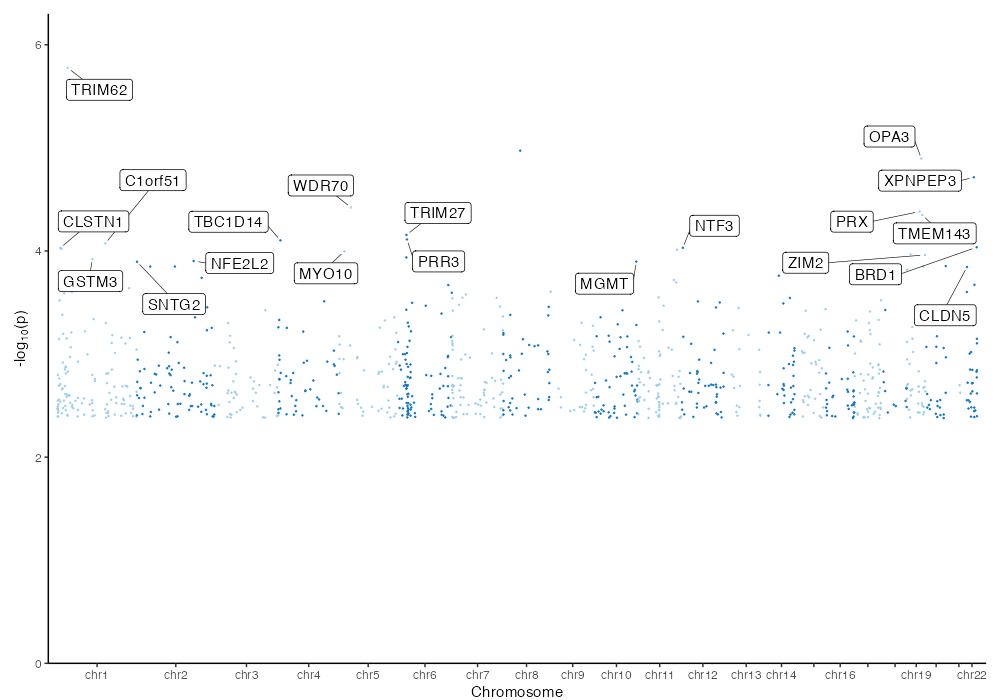 6
TRIM62
OPA3
C1orf51
WDR70
XPNPEP3
CLSTN1
TBC1D14
TRIM27
NTF3
PRX
TMEM143
4
GSTM3
NFE2L2
MYO10
PRR3
MGMT
ZIM2
BRD1
SNTG2
CLDN5
-log10(p)
2
0
chr1 chr2 chr3 chr4 chr5 chr6 chr7 chr8 chr9 chr10 chr11 chr12 chr13 chr14 chr16 chr19 chr22
Chromosome